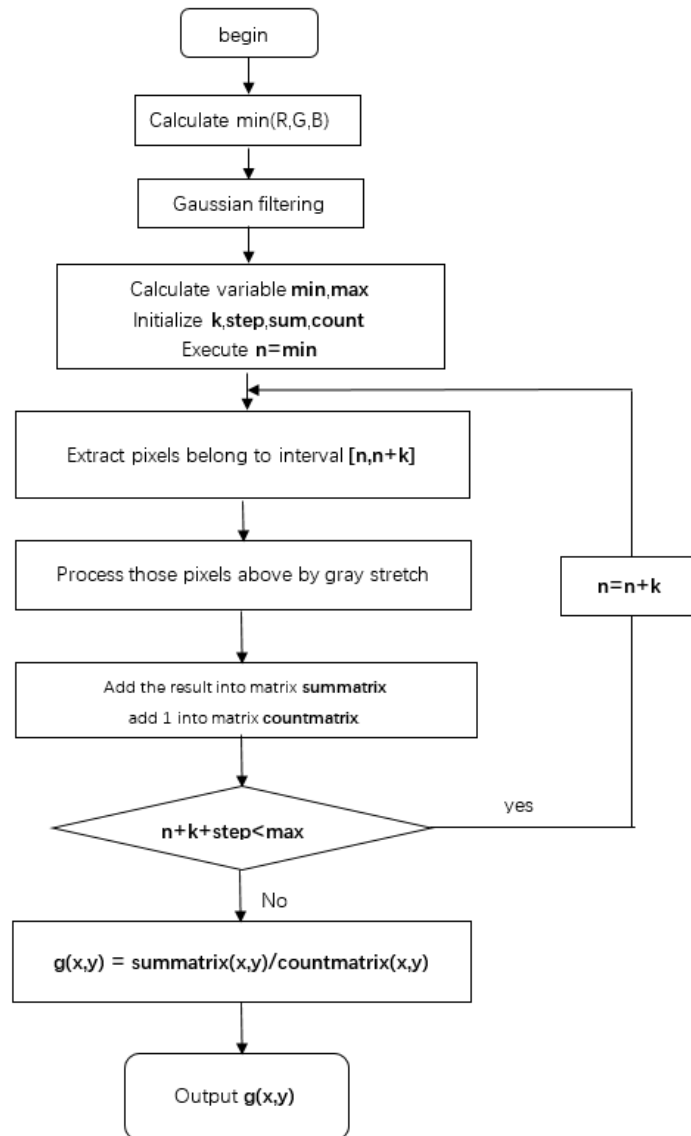 begin
Calculate min(R,G,B)
Gaussian filtering
Calculate variable min,max
Initialize k,step,sum,count
Execute n=min
Extract pixels belong to interval [n,n+k]
Process those pixels above by gray stretch
n=n+k
Add the result into matrix summatrix
add 1 into matrix countmatrix
n+k+step<max
yes
No
g(x,y) = summatrix(x,y)/countmatrix(x,y)
Output g(x,y)